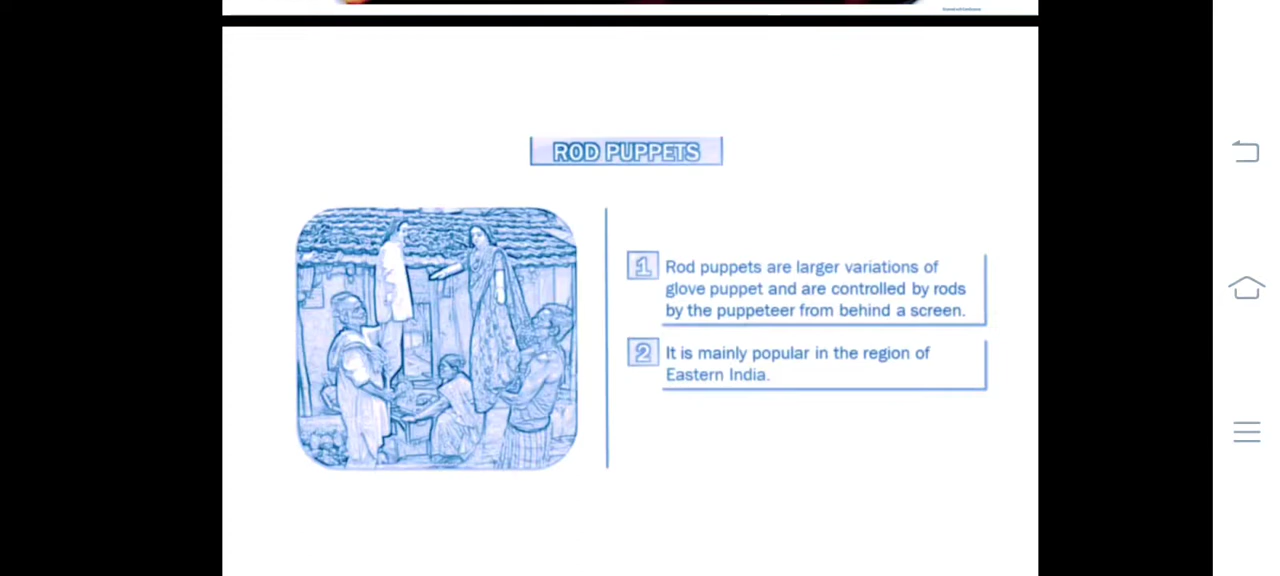 ROD PUPPETS
1 Rod puppets are larger variations of
glove puppet and are controlled by rods
by the puppeteer from behind a screen.
2 It is mainly popular in the region of
Eastern India.